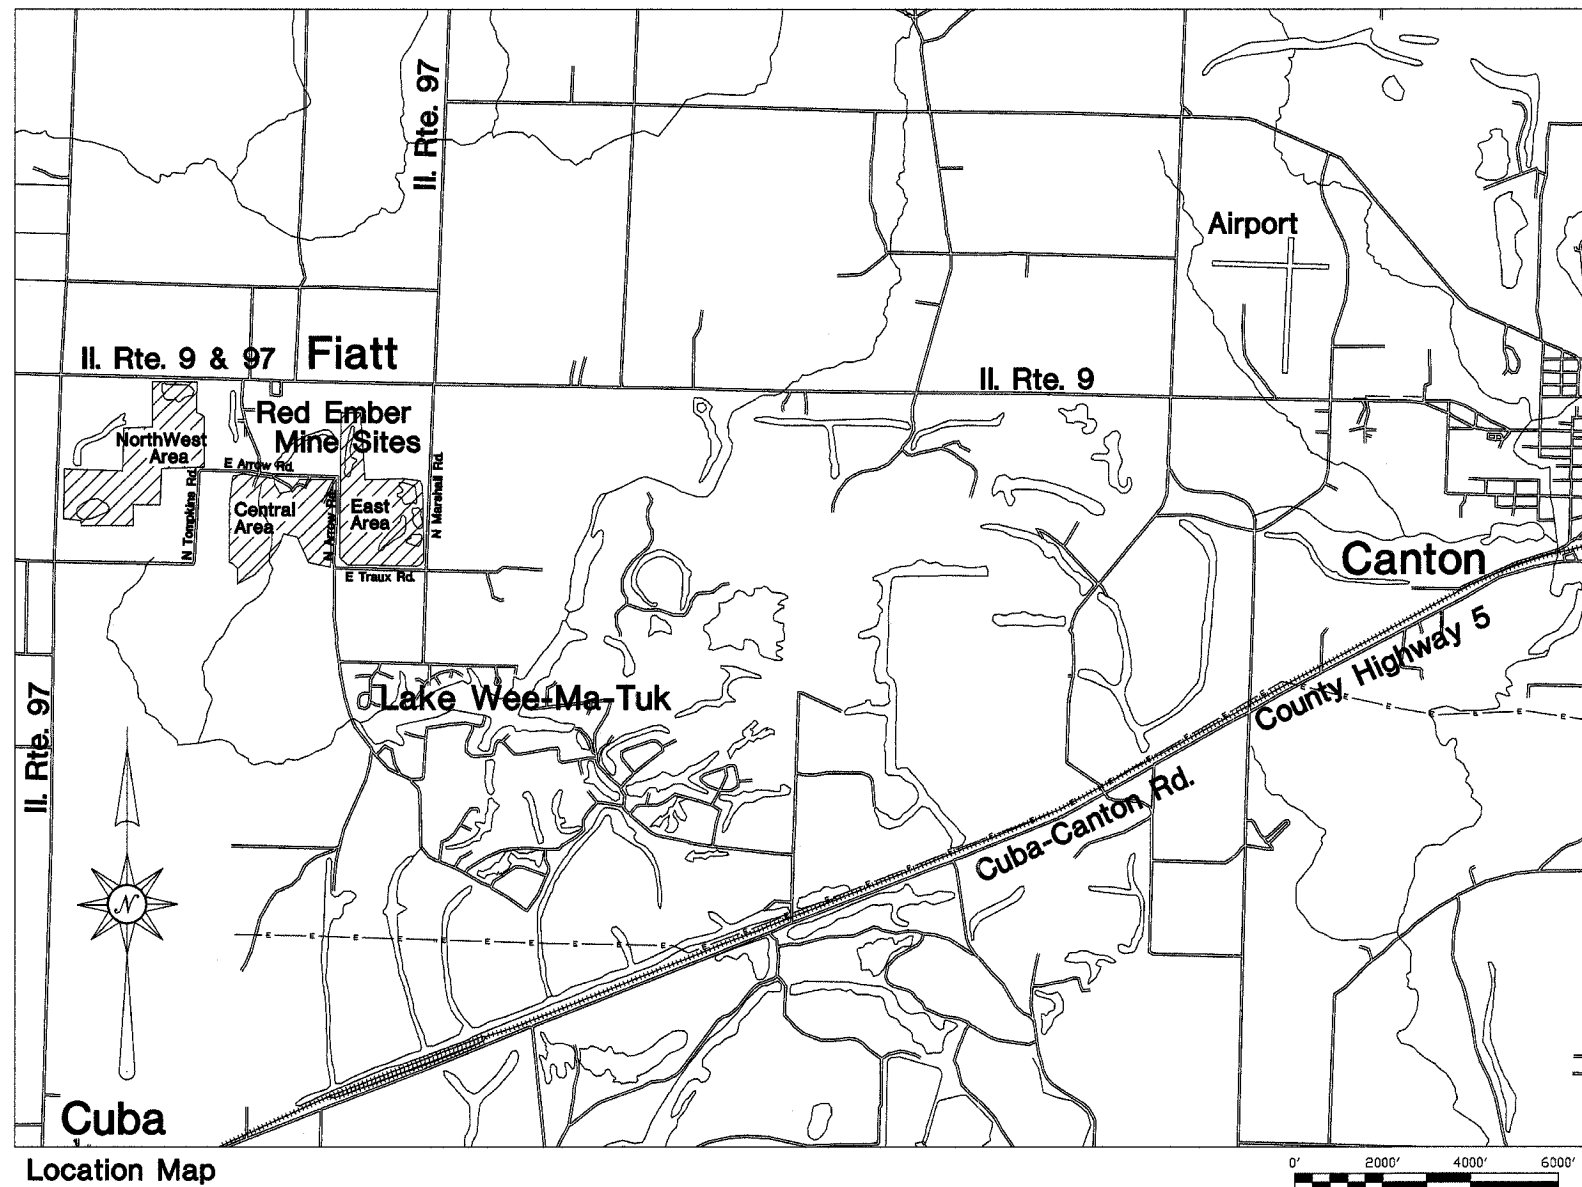 Il. Rte. 97
Airport
Il. Rte. 9 & 97
Fiatt
Il. Rte. 9
Red Ember
Mine Sites
NorthWest
Area
E Arrow Rd.
N Tompkins Rd.
Central
Area
N Arrow Rd.
East
Area
N Marshall Rd.
E Traux Rd.
Canton
County Highway 5
Lake Wee-Ma-Tuk
Il. Rte. 97
Cuba-Canton Rd.
N
E E E E E E E E E E
Cuba
Location Map
0' 2000' 4000' 6000'